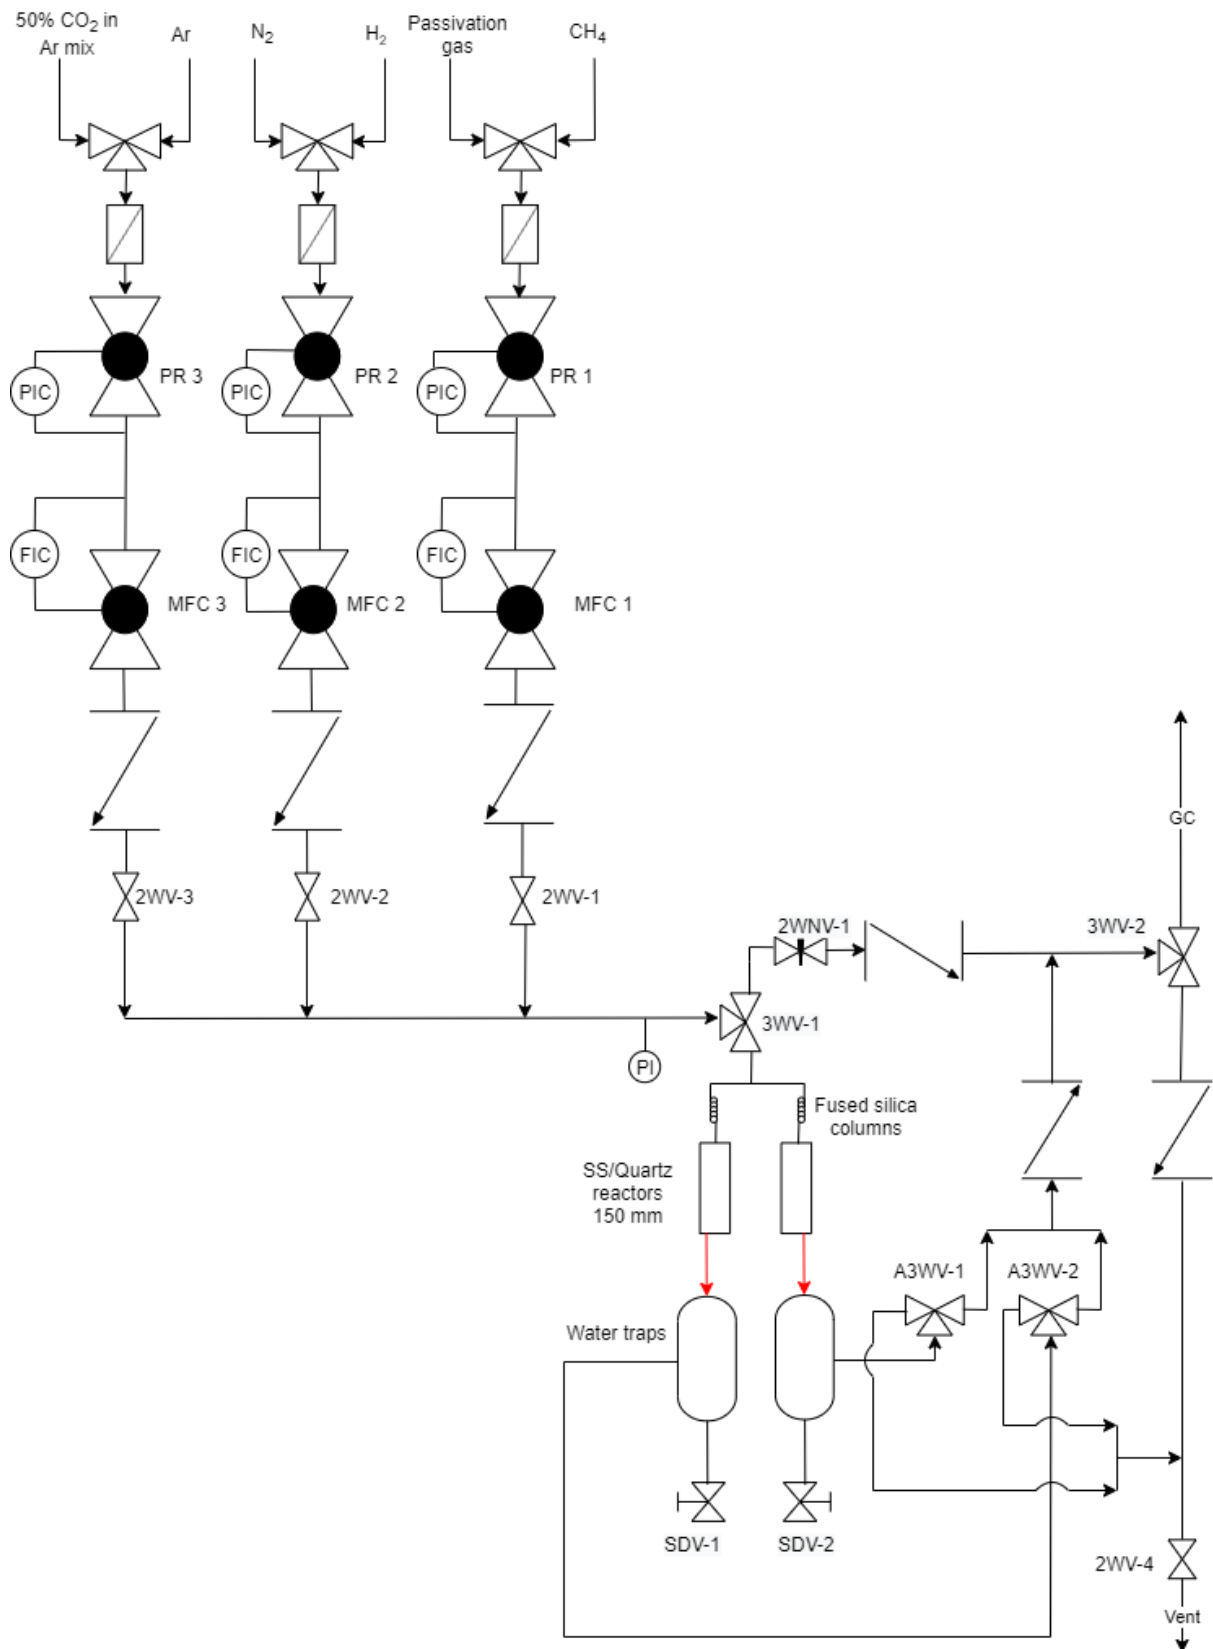 50% CO2 in
Ar mix
Ar
N2
H2
Passivation
gas
CH4
PIC
PR 3
PIC
PR 2
PIC
PR 1
FIC
MFC 3
FIC
MFC 2
FIC
MFC 1
GC
2WV-3
2WV-2
2WV-1
2WNV-1
3WV-2
3WV-1
PI
Fused silica
columns
SS/Quartz
reactors
150 mm
A3WV-1
A3WV-2
Water traps
SDV-1
SDV-2
2WV-4
Vent